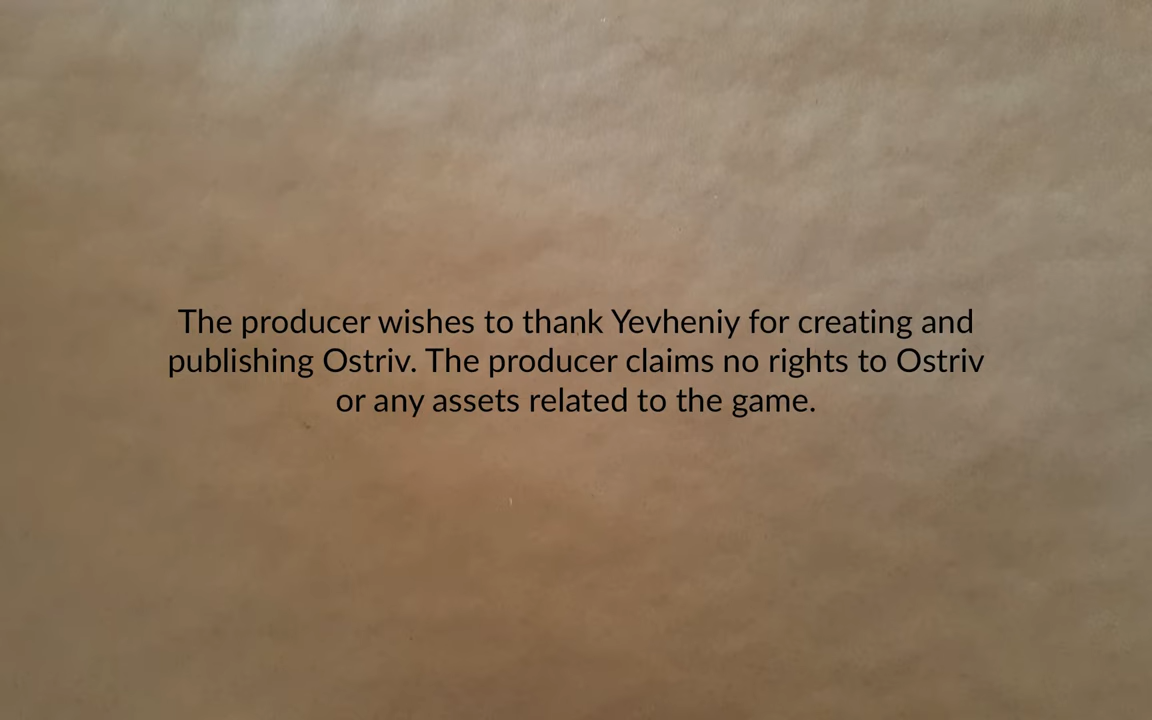 The producer wishes to thank Yevheniy for creating and
publishing Ostriv. The producer claims no rights to Ostriv
or any assets related to the game.